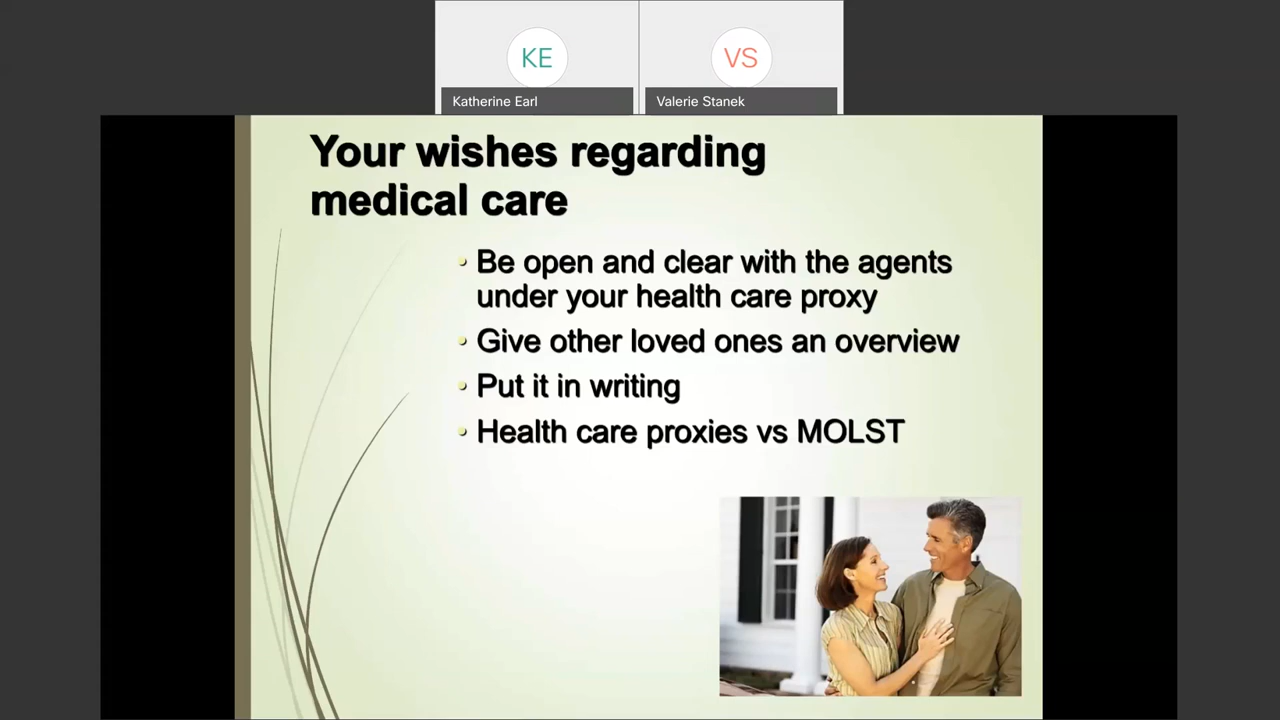 KE
VS
Katherine Earl
Valerie Stanek
Your wishes regarding
medical care
• Be open and clear with the agents
under your health care proxy
• Give other loved ones an overview
• Put it in writing
• Health care proxies vs MOLST